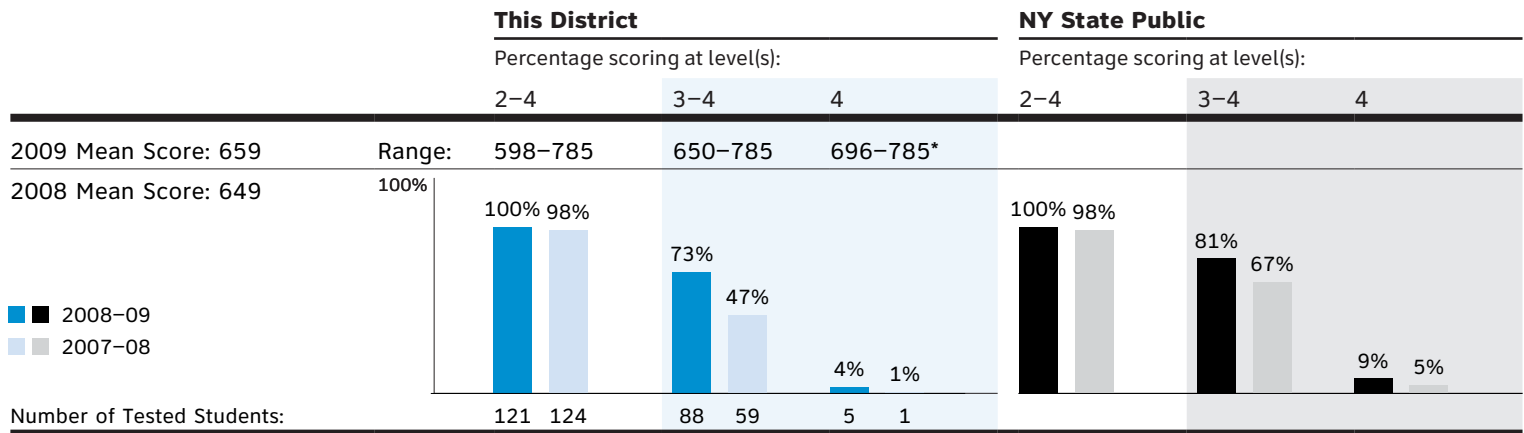 This District NY State Public
Percentage scoring at level(s): Percentage scoring at level(s):
2–4 3–4 4 2–4 3–4 4
2009 Mean Score: 659 Range: 598–785 650–785 696–785*
2008 Mean Score: 649 100%
100% 98% 73% 47% 4% 1% 100% 98% 81% 67% 9% 5%
2008–09
2007–08
Number of Tested Students: 121 124 88 59 5 1